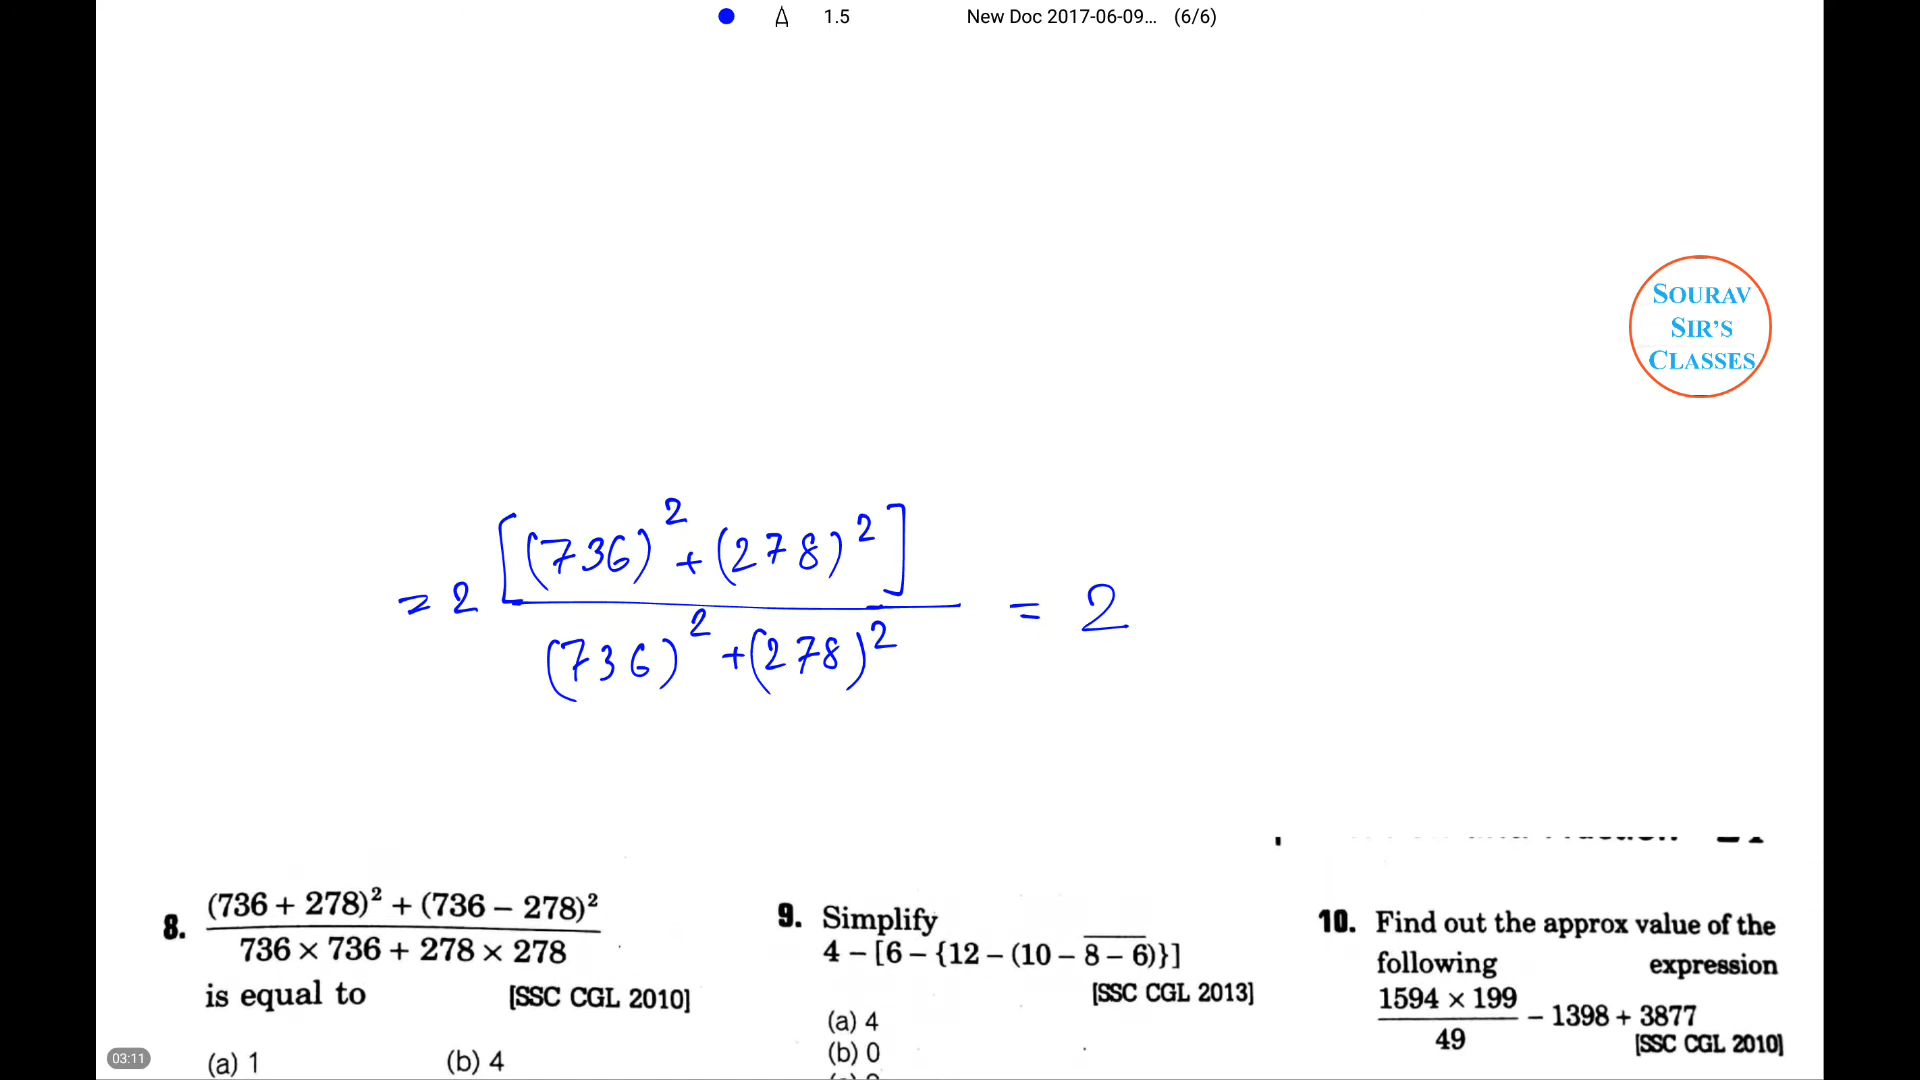 A 1.5 New Doc 2017-06-09... (6/6)
SOURAV
SIR'S
CLASSES
= 2 [(736)² + (278)²] / (736)² + (278)² = 2
8. (736 + 278)² + (736 – 278)²
736 × 736 + 278 × 278
is equal to [SSC CGL 2010]
(a) 1 (b) 4
9. Simplify
4 – [6 – {12 – (10 – 8 – 6)}]
[SSC CGL 2013]
(a) 4
(b) 0
10. Find out the approx value of the
following expression
1594 × 199 / 49 – 1398 + 3877
[SSC CGL 2010]
03:11